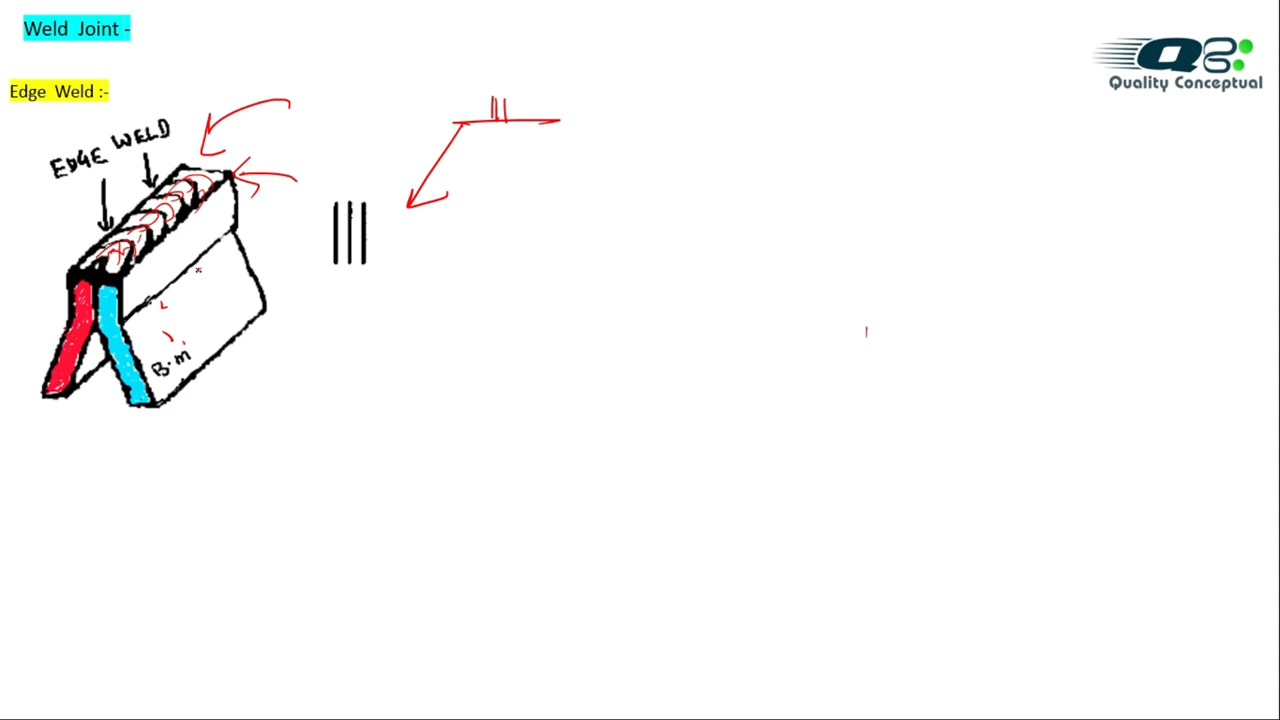 Weld Joint -
Edge Weld :-
EDGE WELD
B.m
Quality Conceptual